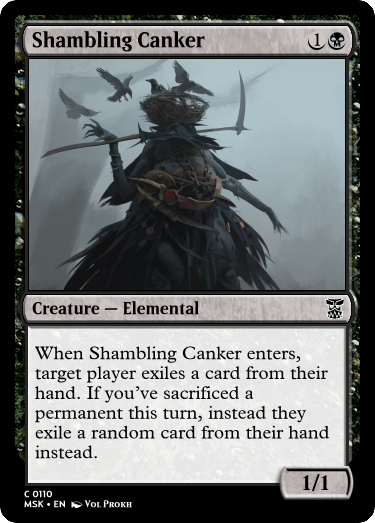 Shambling Canker 1
Creature — Elemental
When Shambling Canker enters,
target player exiles a card from their
hand. If you've sacrificed a
permanent this turn, instead they
exile a random card from their hand
instead.
1/1
C 0110
MSK • EN Vol Prokh